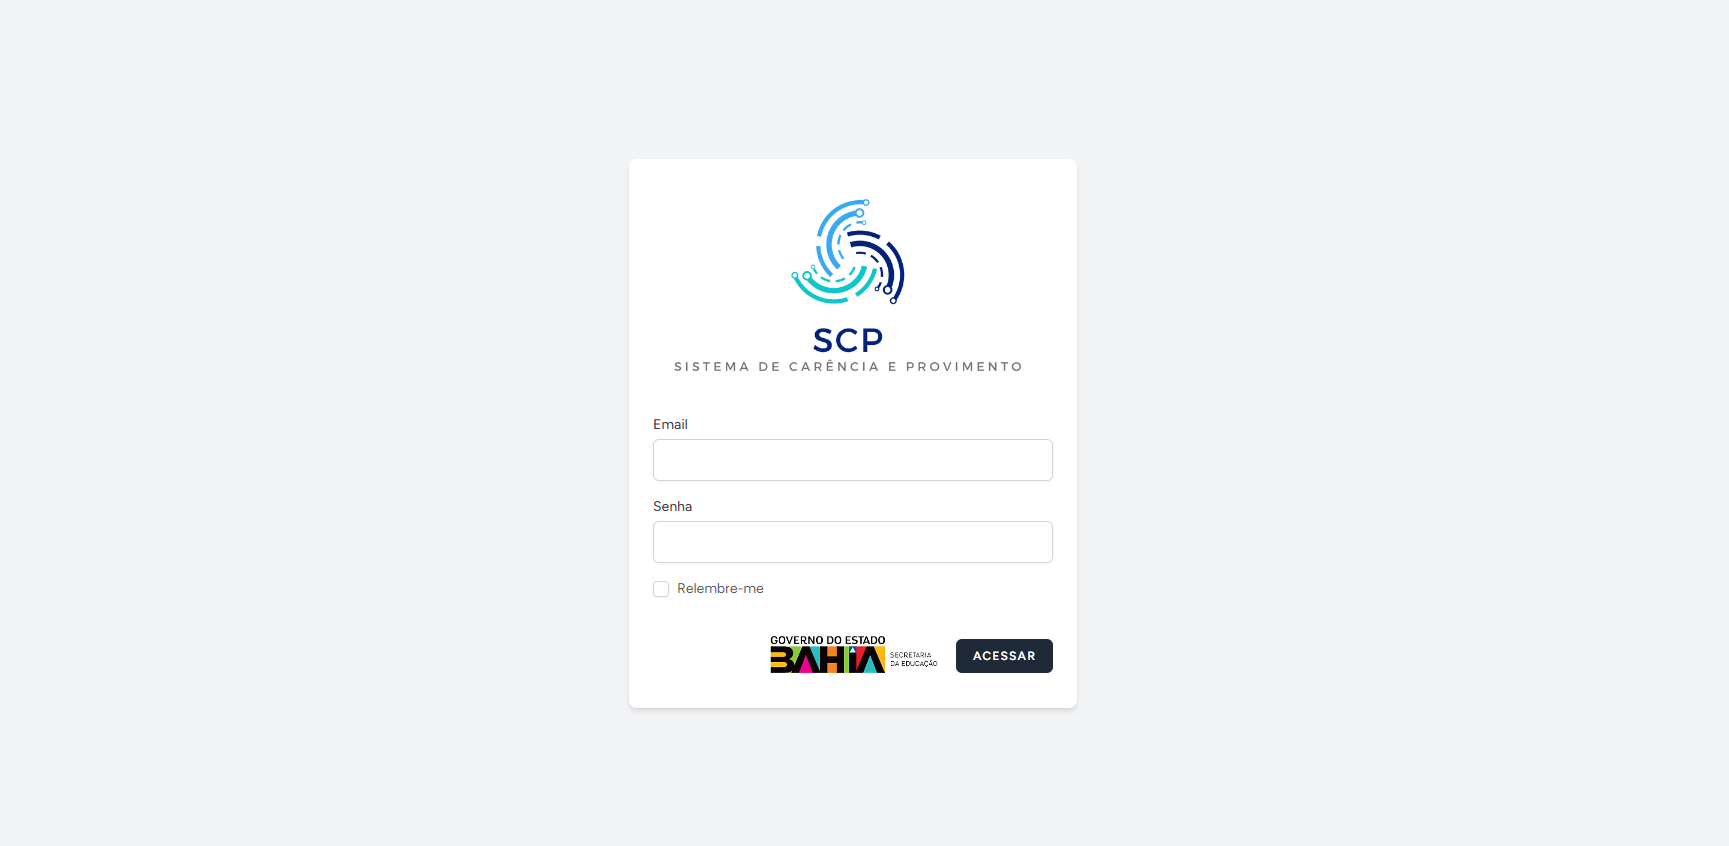 SCP
SISTEMA DE CARÊNCIA E PROVIMENTO
Email
Senha
Relembre-me
GOVERNO DO ESTADO
BAHIA
SECRETARIA
DA EDUCAÇÃO
ACESSAR